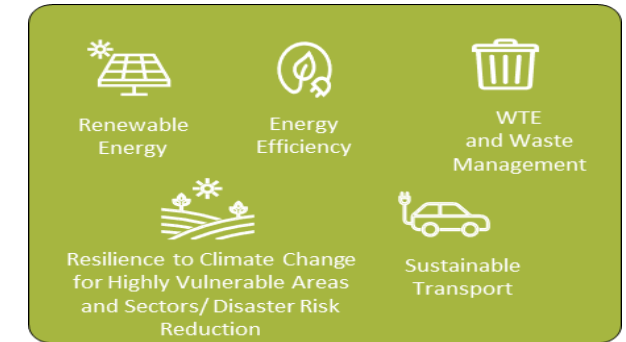 Renewable
Energy
Energy
Efficiency
WTE
and Waste
Management
Resilience to Climate Change
for Highly Vulnerable Areas
and Sectors/ Disaster Risk
Reduction
Sustainable
Transport